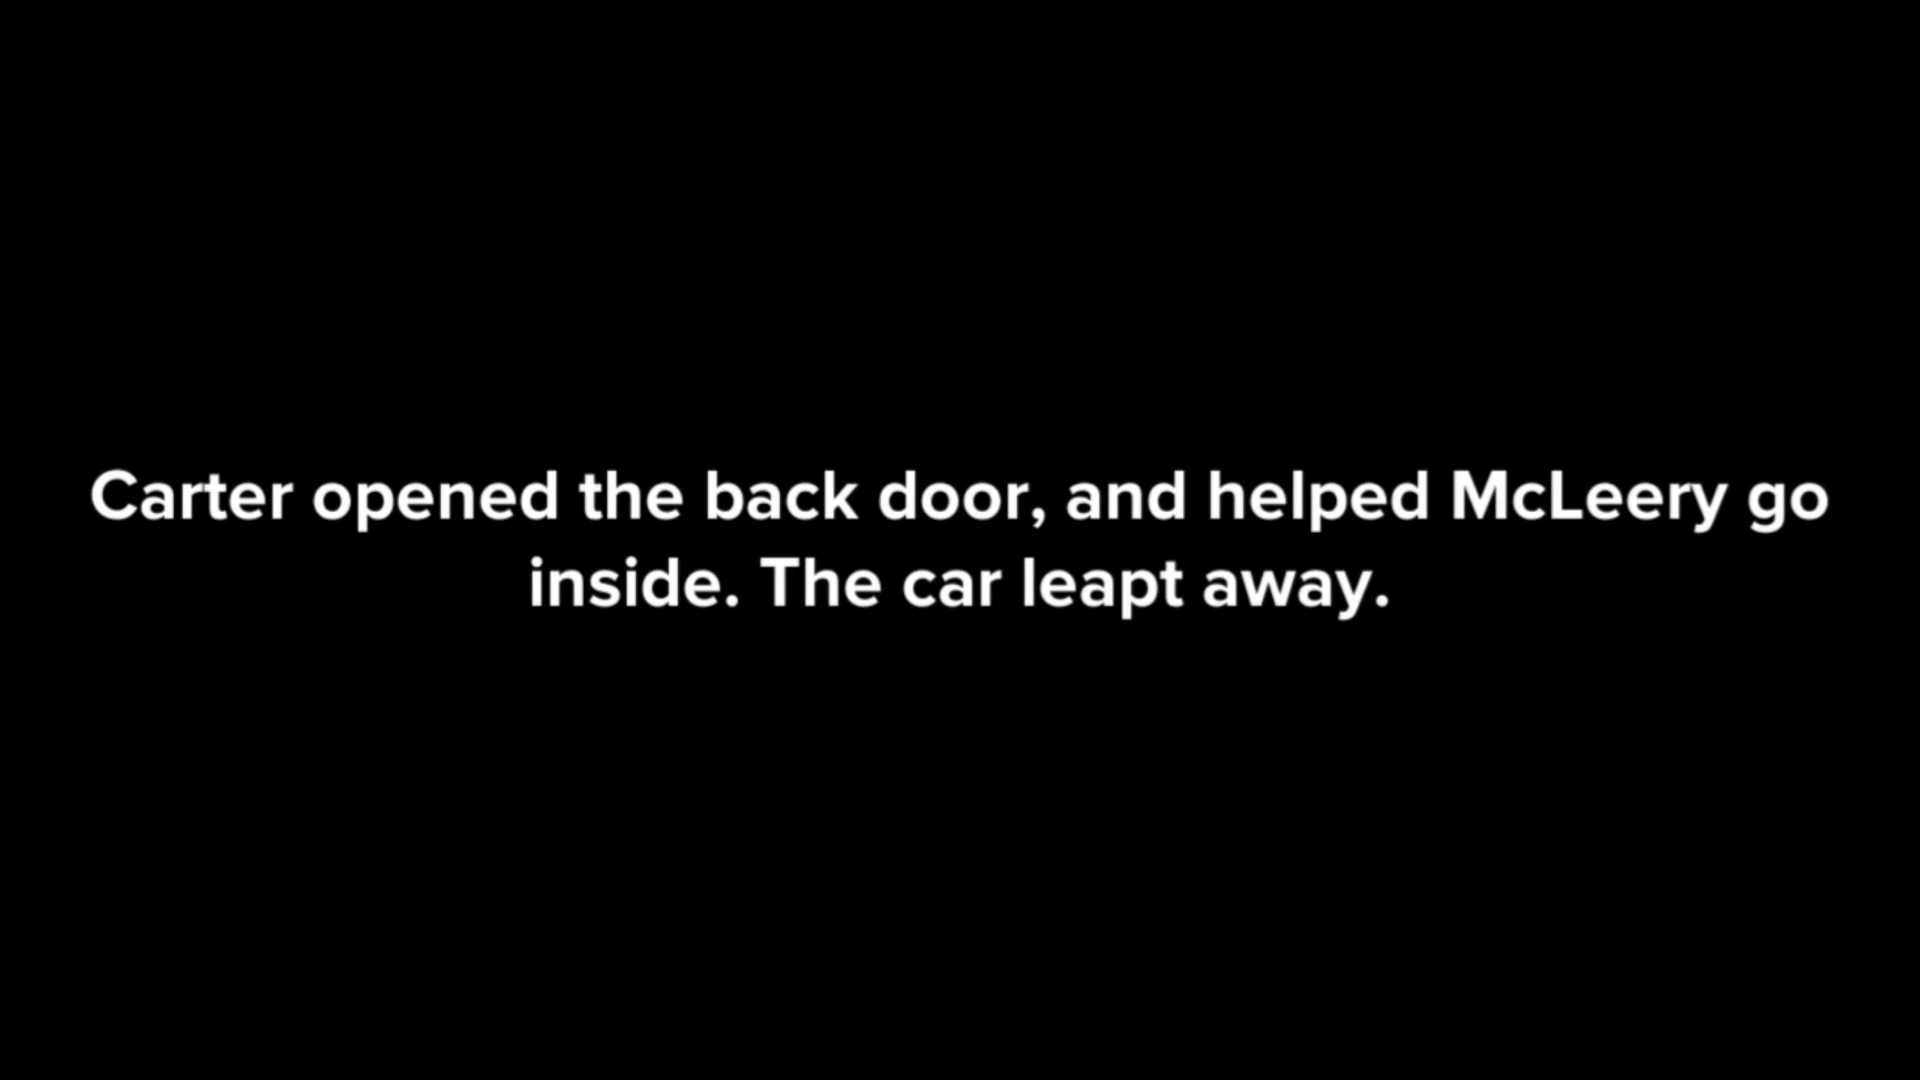 Carter opened the back door, and helped McLeery go
inside. The car leapt away.